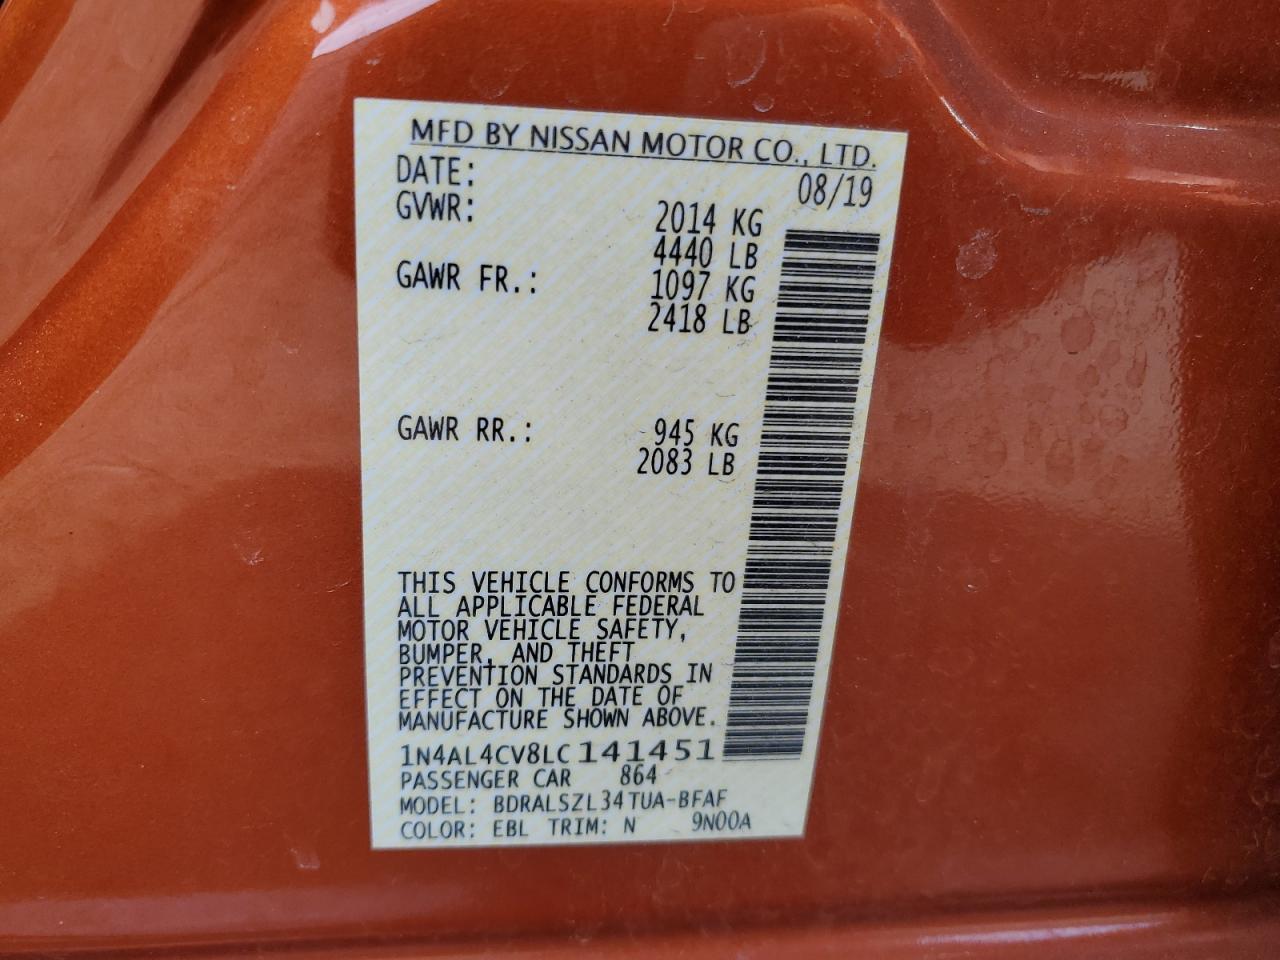 MFD BY NISSAN MOTOR CO., LTD.
DATE: 08/19
GVWR: 2014 KG
4440 LB
GAWR FR.: 1097 KG
2418 LB
GAWR RR.: 945 KG
2083 LB
THIS VEHICLE CONFORMS TO
ALL APPLICABLE FEDERAL
MOTOR VEHICLE SAFETY,
BUMPER, AND THEFT
PREVENTION STANDARDS IN
EFFECT ON THE DATE OF
MANUFACTURE SHOWN ABOVE.
1N4AL4CV8LC141451
PASSENGER CAR 864
MODEL: BDRALSZL34TUA-BFAF
COLOR: EBL TRIM: N 9N00A